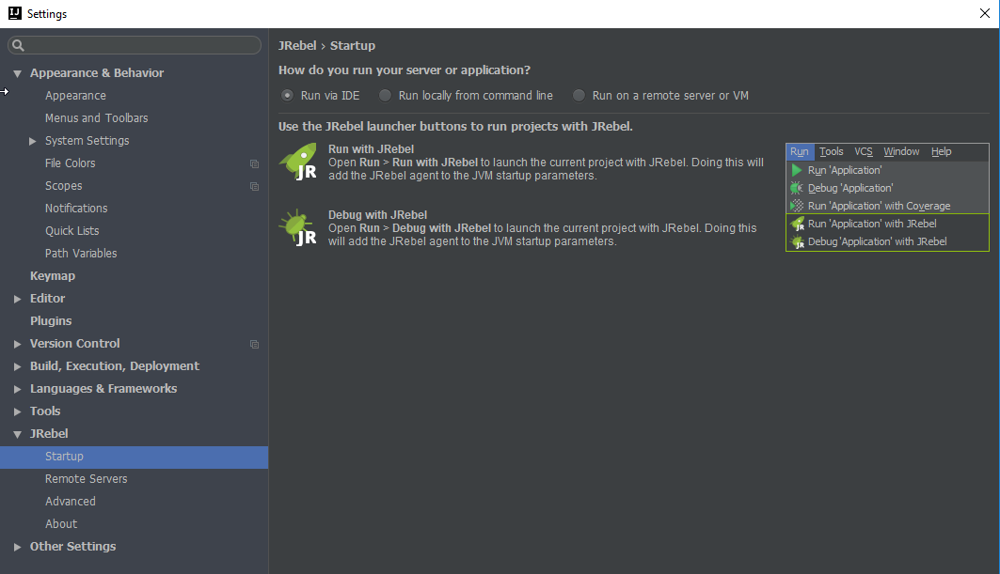 Settings
Appearance & Behavior
Appearance
Menus and Toolbars
System Settings
File Colors
Scopes
Notifications
Quick Lists
Path Variables
Keymap
Editor
Plugins
Version Control
Build, Execution, Deployment
Languages & Frameworks
Tools
JRebel
Startup
Remote Servers
Advanced
About
Other Settings
JRebel › Startup
How do you run your server or application?
Run via IDE
Run locally from command line
Run on a remote server or VM
Use the JRebel launcher buttons to run projects with JRebel.
JR
Run with JRebel
Open Run > Run with JRebel to launch the current project with JRebel. Doing this will
add the JRebel agent to the JVM startup parameters.
JR
Debug with JRebel
Open Run > Debug with JRebel to launch the current project with JRebel. Doing this
will add the JRebel agent to the JVM startup parameters.
Run Tools VCS Window Help
Run 'Application'
Debug 'Application'
Run 'Application' with Coverage
JR Run 'Application' with JRebel
JR Debug 'Application' with JRebel